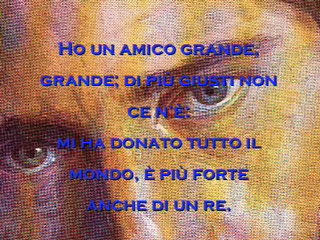 Ho un amico grande,
grande; di più giusti non
ce n'è:
mi ha donato tutto il
mondo, è più forte
anche di un re.